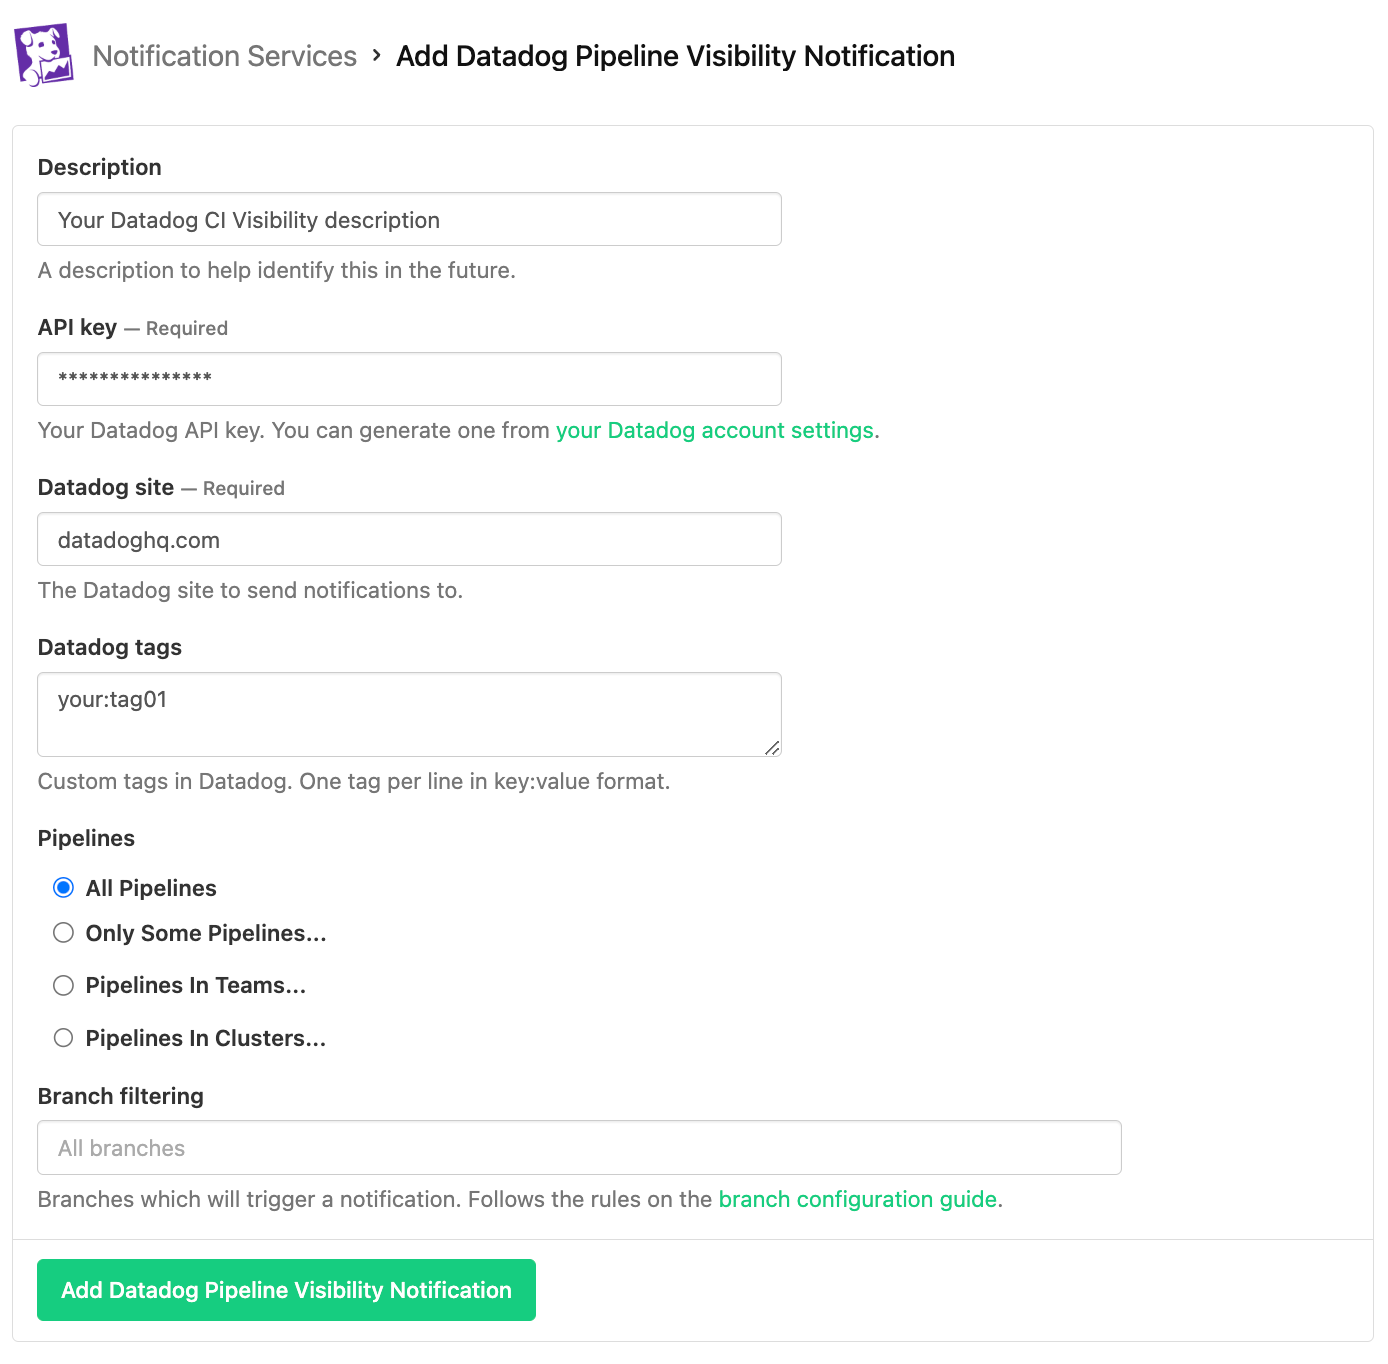 Notification Services › Add Datadog Pipeline Visibility Notification
Description
Your Datadog CI Visibility description
A description to help identify this in the future.
API key — Required
***************
Your Datadog API key. You can generate one from your Datadog account settings.
Datadog site — Required
datadoghq.com
The Datadog site to send notifications to.
Datadog tags
your:tag01
Custom tags in Datadog. One tag per line in key:value format.
Pipelines
All Pipelines
Only Some Pipelines...
Pipelines In Teams...
Pipelines In Clusters...
Branch filtering
All branches
Branches which will trigger a notification. Follows the rules on the branch configuration guide.
Add Datadog Pipeline Visibility Notification